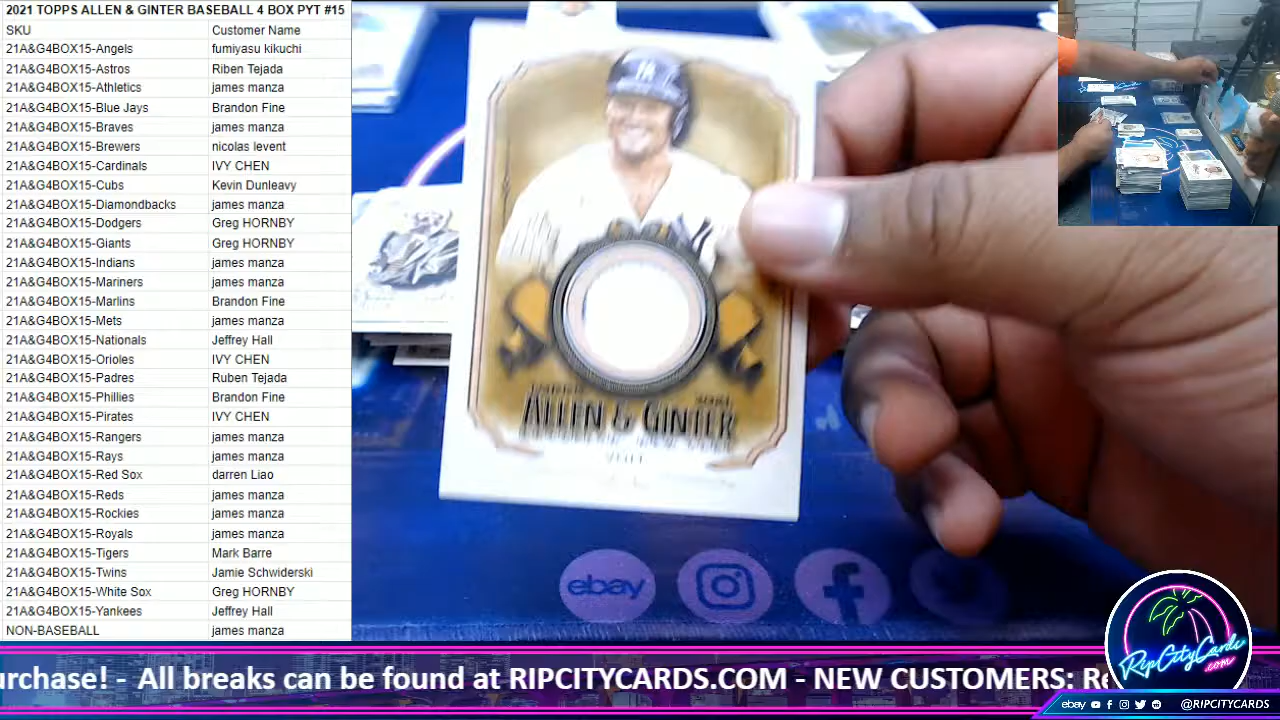 2021 TOPPS ALLEN & GINTER BASEBALL 4 BOX PYT #15
SKU Customer Name
21A&G4BOX15-Angels fumiyasu kikuchi
21A&G4BOX15-Astros Riben Tejada
21A&G4BOX15-Athletics james manza
21A&G4BOX15-Blue Jays Brandon Fine
21A&G4BOX15-Braves james manza
21A&G4BOX15-Brewers nicolas levent
21A&G4BOX15-Cardinals IVY CHEN
21A&G4BOX15-Cubs Kevin Dunleavy
21A&G4BOX15-Diamondbacks james manza
21A&G4BOX15-Dodgers Greg HORNBY
21A&G4BOX15-Giants Greg HORNBY
21A&G4BOX15-Indians james manza
21A&G4BOX15-Mariners james manza
21A&G4BOX15-Marlins Brandon Fine
21A&G4BOX15-Mets james manza
21A&G4BOX15-Nationals Jeffrey Hall
21A&G4BOX15-Orioles IVY CHEN
21A&G4BOX15-Padres Ruben Tejada
21A&G4BOX15-Phillies Brandon Fine
21A&G4BOX15-Pirates IVY CHEN
21A&G4BOX15-Rangers james manza
21A&G4BOX15-Rays james manza
21A&G4BOX15-Red Sox darren Liao
21A&G4BOX15-Reds james manza
21A&G4BOX15-Rockies james manza
21A&G4BOX15-Royals james manza
21A&G4BOX15-Tigers Mark Barre
21A&G4BOX15-Twins Jamie Schwiderski
21A&G4BOX15-White Sox Greg HORNBY
21A&G4BOX15-Yankees Jeffrey Hall
NON-BASEBALL james manza
ALLEN & GINTER
ebay
RipCityCards
.com
urchase - All breaks can be found at RIPCITYCARDS.COM - NEW CUSTOMERS: Re
ebay @RIPCITYCARDS